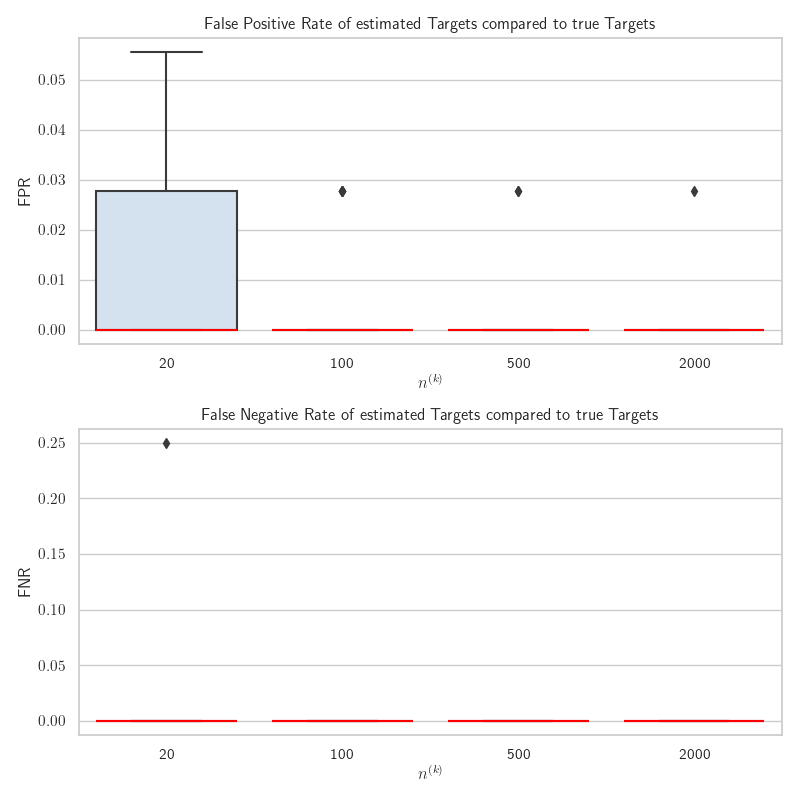 False Positive Rate of estimated Targets compared to true Targets
0.05
0.04
0.03
0.02
0.01
0.00
FPR
20 100 500 2000
n^(k)
False Negative Rate of estimated Targets compared to true Targets
0.25
0.20
0.15
0.10
0.05
0.00
FNR
20 100 500 2000
n^(k)